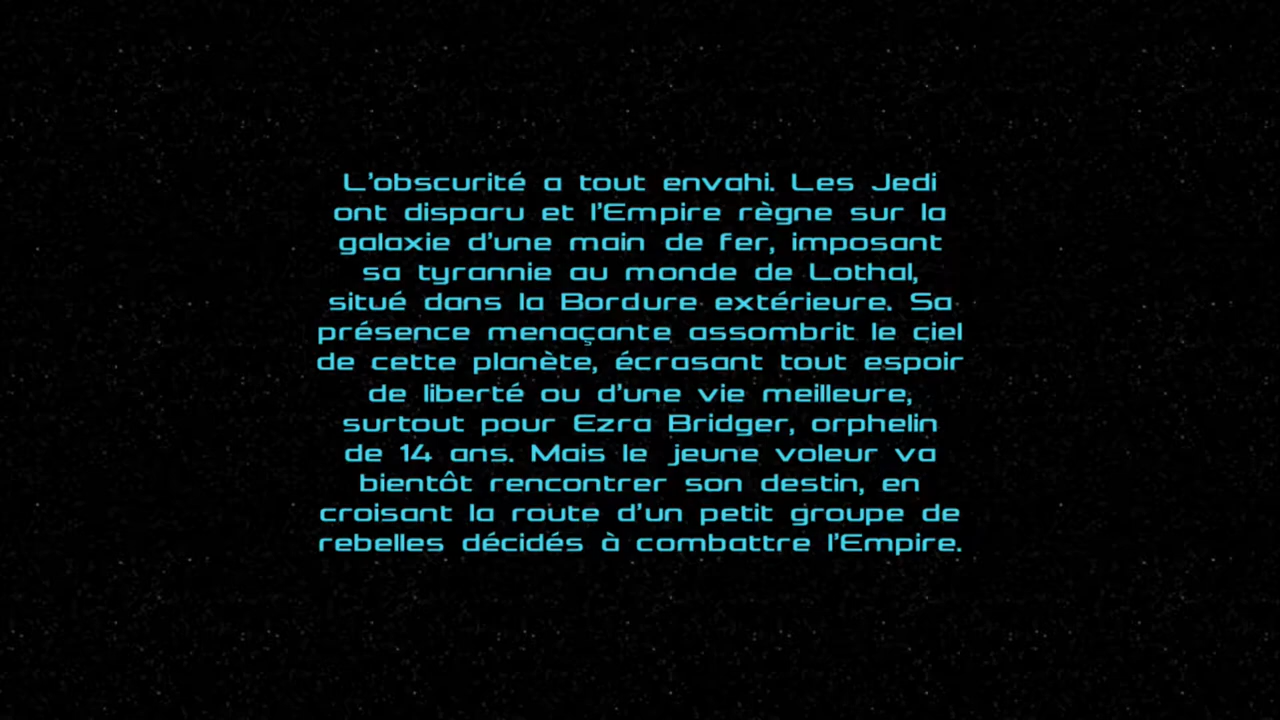 L'obscurité a tout envahi. Les Jedi
ont disparu et l'Empire règne sur la
galaxie d'une main de fer, imposant
sa tyrannie au monde de Lothal,
situé dans la Bordure extérieure. Sa
présence menaçante assombrit le ciel
de cette planète, écrasant tout espoir
de liberté ou d'une vie meilleure,
surtout pour Ezra Bridger, orphelin
de 14 ans. Mais le jeune voleur va
bientôt rencontrer son destin, en
croisant la route d'un petit groupe de
rebelles décidés à combattre l'Empire.